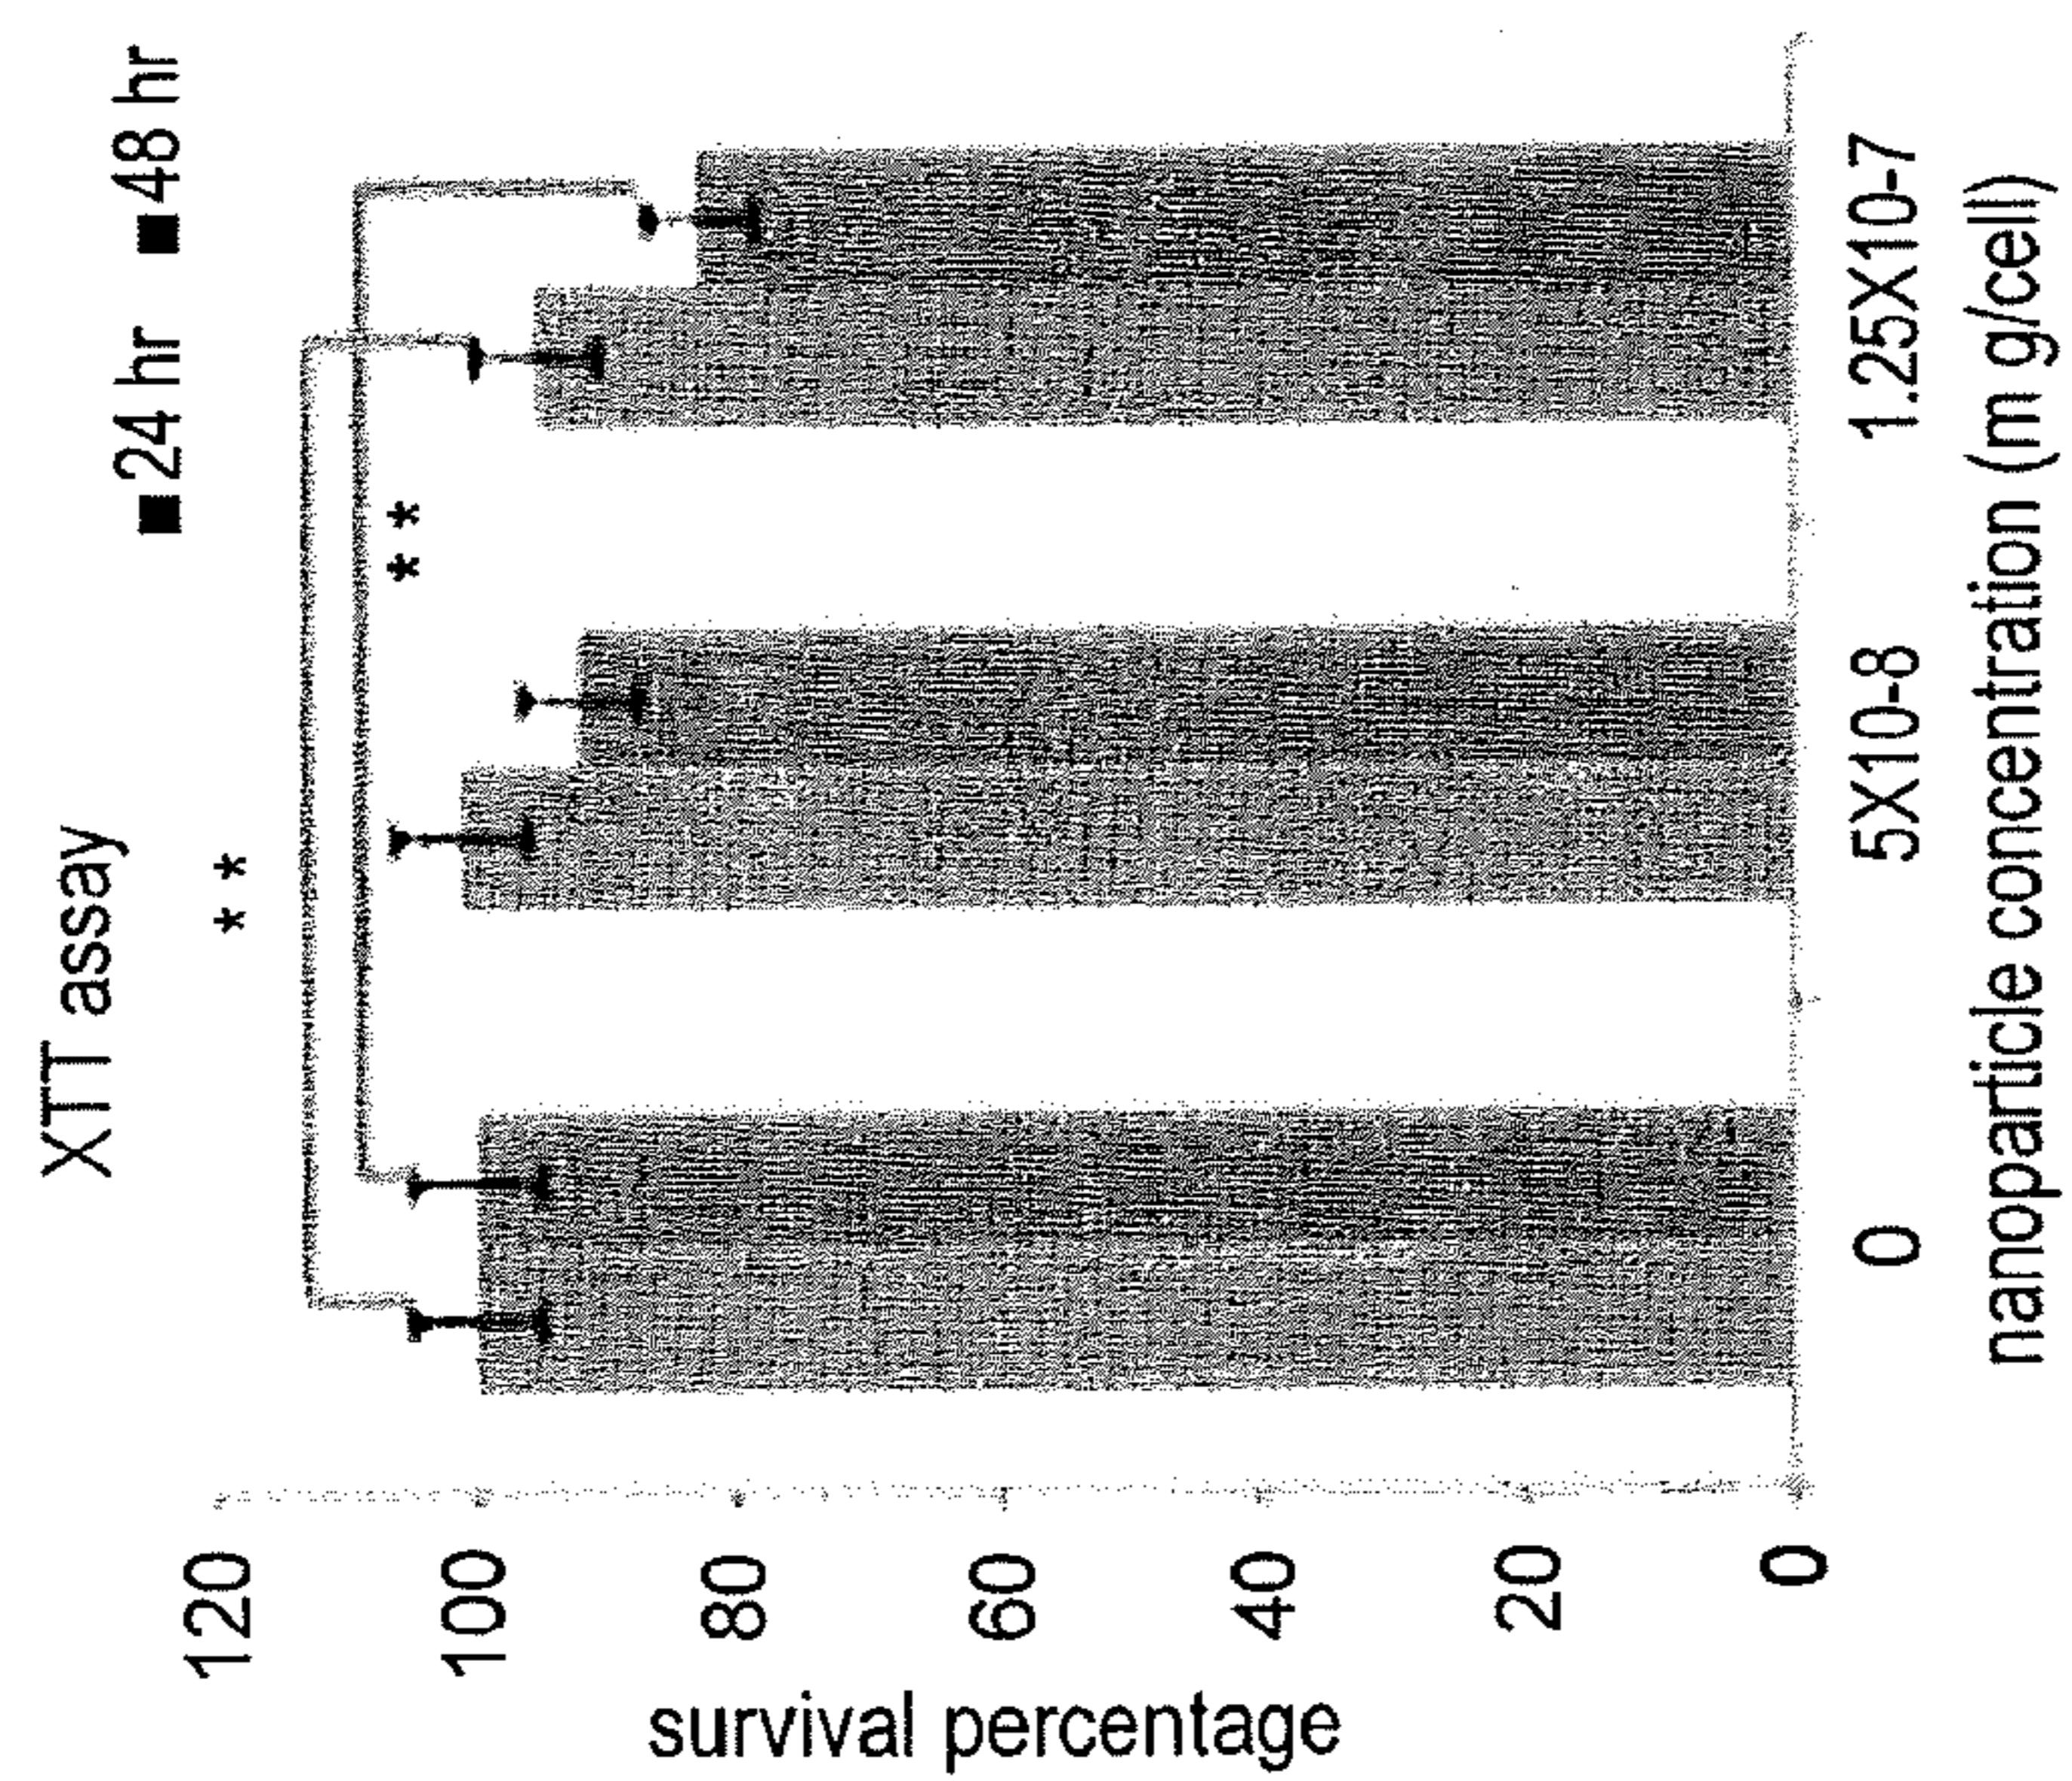 XTT assay
■24 hr ■48 hr
* *
* *
120
100
80
60
40
20
0
survival percentage
0 5X10-8 1.25X10-7
nanoparticle concentration (m g/cell)